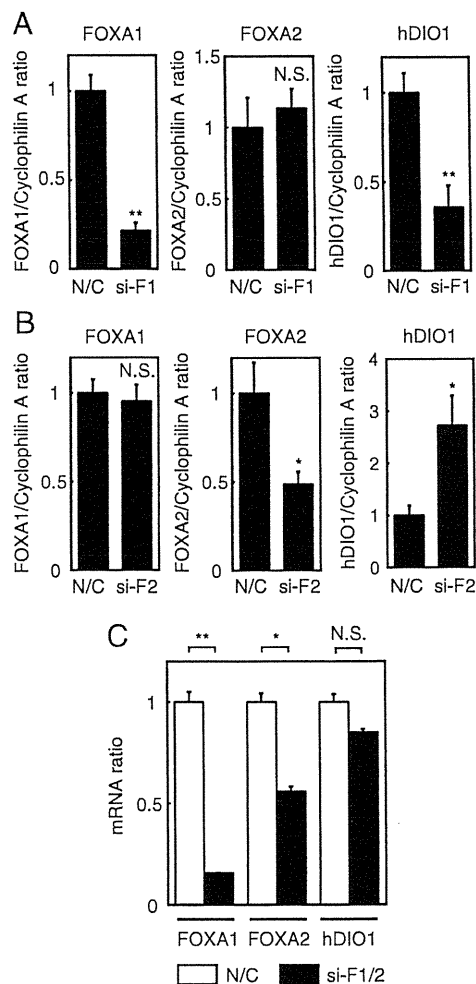 A
FOXA1
FOXA1/Cyclophilin A ratio
1
0.5
0
**
N/C si-F1
FOXA2
FOXA2/Cyclophilin A ratio
1.5
1
0.5
0
N.S.
N/C si-F1
hDIO1
hDIO1/Cyclophilin A ratio
1
0.5
0
**
N/C si-F1
B
FOXA1
FOXA1/Cyclophilin A ratio
1
0.5
0
N.S.
N/C si-F2
FOXA2
FOXA2/Cyclophilin A ratio
1
0.5
0
*
N/C si-F2
hDIO1
hDIO1/Cyclophilin A ratio
4
3
2
1
0
*
N/C si-F2
C
** * N.S.
mRNA ratio
1
0.5
0
FOXA1 FOXA2 hDIO1
N/C si-F1/2